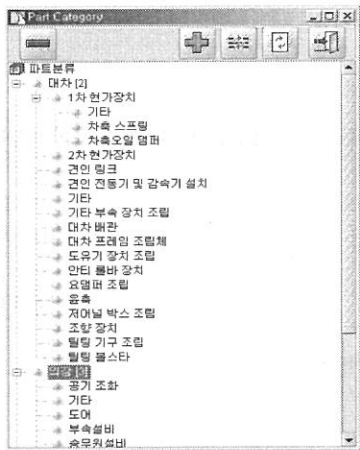 Part Category
파트분류
대차 [2]
1차 현가장치
기타
차축 스프링
차축오일 댐퍼
2차 현가장치
견인 링크
견인 전동기 및 감속기 설치
기타
기타 부속 장치 조립
대차 배관
대차 프레임 조립체
도유기 장치 조립
안티 롤바 장치
요댐퍼 조립
윤축
저어널 박스 조립
조향 장치
틸팅 기구 조립
틸팅 볼스타
[3]
공기 조화
기타
도어
부속설비
승무원설비